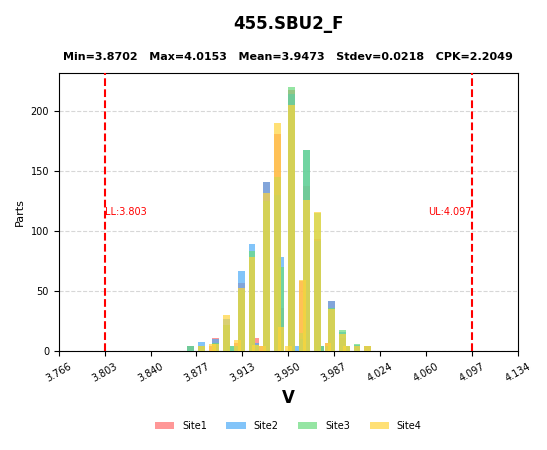 455.SBU2_F
Min=3.8702 Max=4.0153 Mean=3.9473 Stdev=0.0218 CPK=2.2049
Parts
200
150
100
50
0
LL:3.803
UL:4.097
3.766 3.803 3.840 3.877 3.913 3.950 3.987 4.024 4.060 4.097 4.134
V
Site1 Site2 Site3 Site4